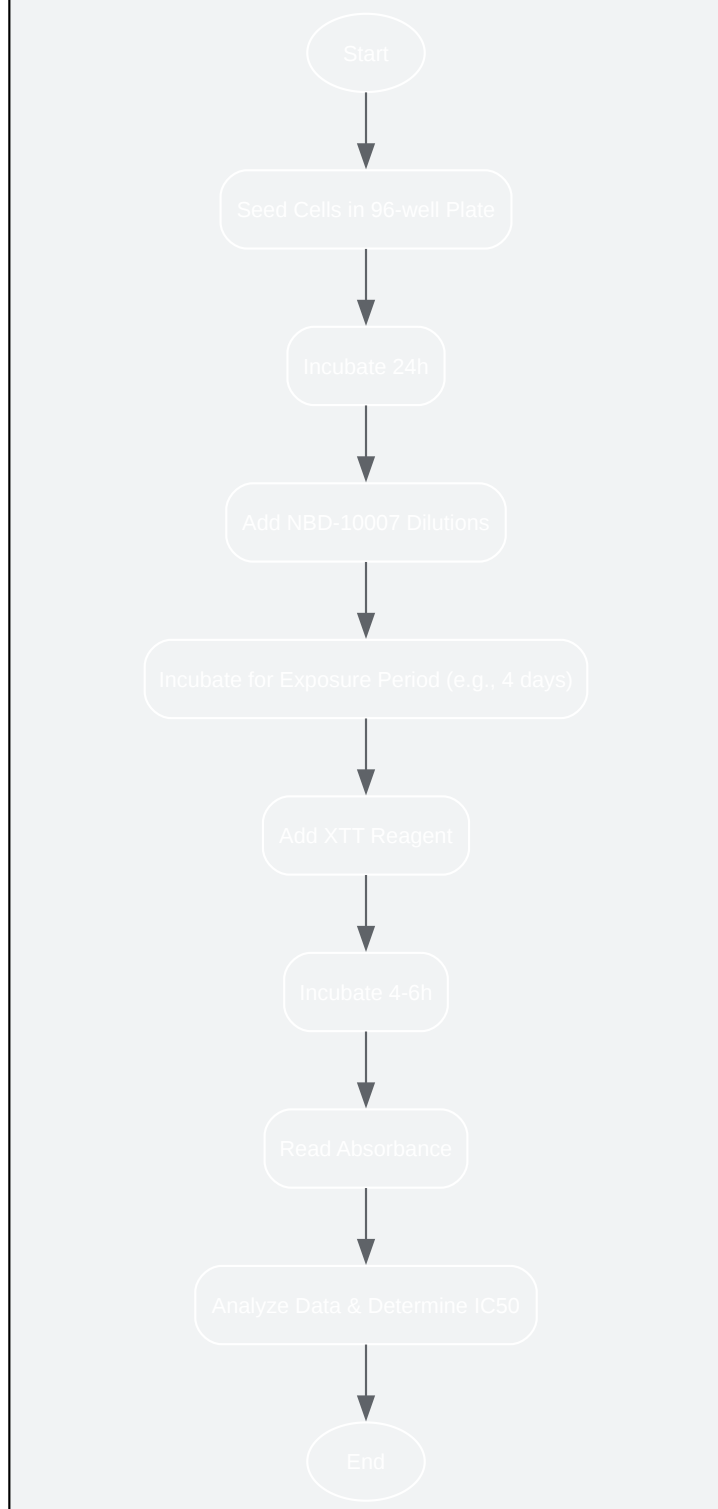 Start
Seed Cells in 96-well Plate
Incubate 24h
Add NBD-10007 Dilutions
Incubate for Exposure Period (e.g., 4 days)
Add XTT Reagent
Incubate 4-6h
Read Absorbance
Analyze Data & Determine IC50
End